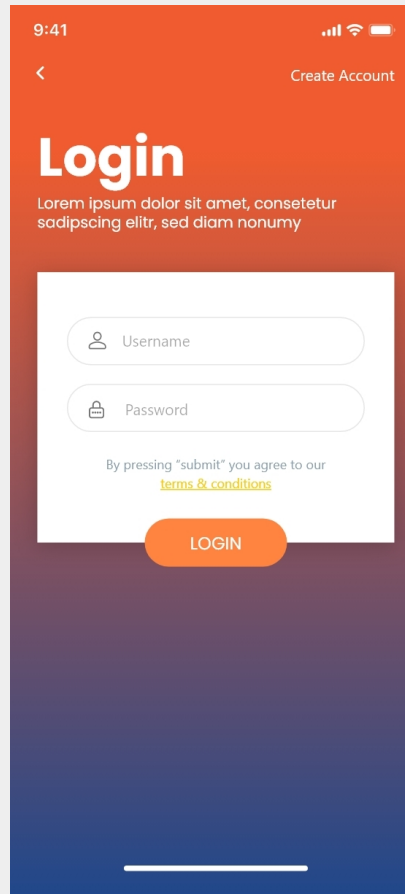 9:41
Create Account
Login
Lorem ipsum dolor sit amet, consetetur
sadipscing elitr, sed diam nonumy
Username
Password
By pressing “submit” you agree to our
terms & conditions
LOGIN